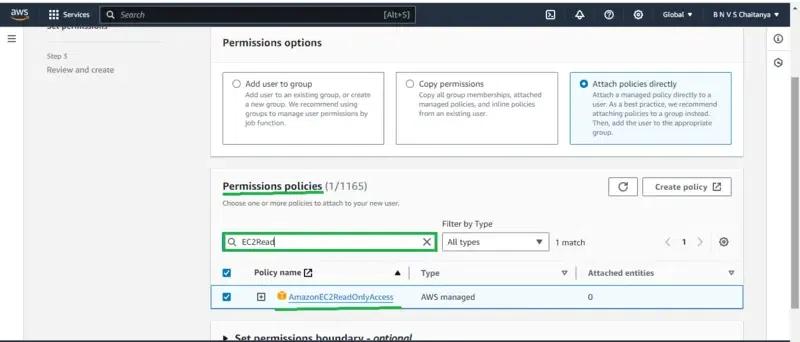 aws
Services
Search
[Alt+S]
Global
B N V S Chaitanya
Step 3
Review and create
Permissions options
Add user to group
Add user to an existing group, or create
a new group. We recommend using
groups to manage user permissions by
job function.
Copy permissions
Copy all group memberships, attached
managed policies, and inline policies
from an existing user.
Attach policies directly
Attach a managed policy directly to a
user. As a best practice, we recommend
attaching policies to a group instead.
Then, add the user to the appropriate
group.
Permissions policies (1/1165)
Create policy
Choose one or more policies to attach to your new user.
Filter by Type
EC2Read
All types
1 match
1
Policy name
Type
Attached entities
AmazonEC2ReadOnlyAccess
AWS managed
0
Set permissions boundary - optional